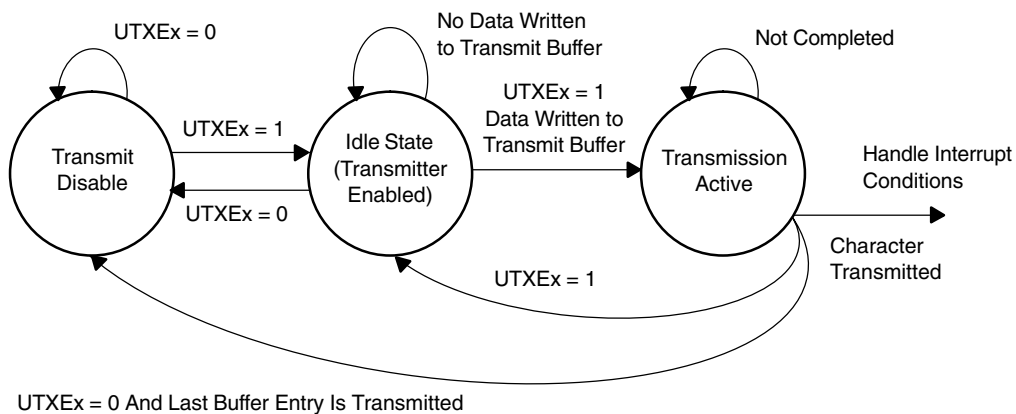 UTXEx = 0
No Data Written
to Transmit Buffer
Not Completed
UTXEx = 1
Data Written to
Transmit Buffer
UTXEx = 1
Transmit
Disable
Idle State
(Transmitter
Enabled)
Transmission
Active
Handle Interrupt
Conditions
UTXEx = 0
Character
Transmitted
UTXEx = 1
UTXEx = 0 And Last Buffer Entry Is Transmitted